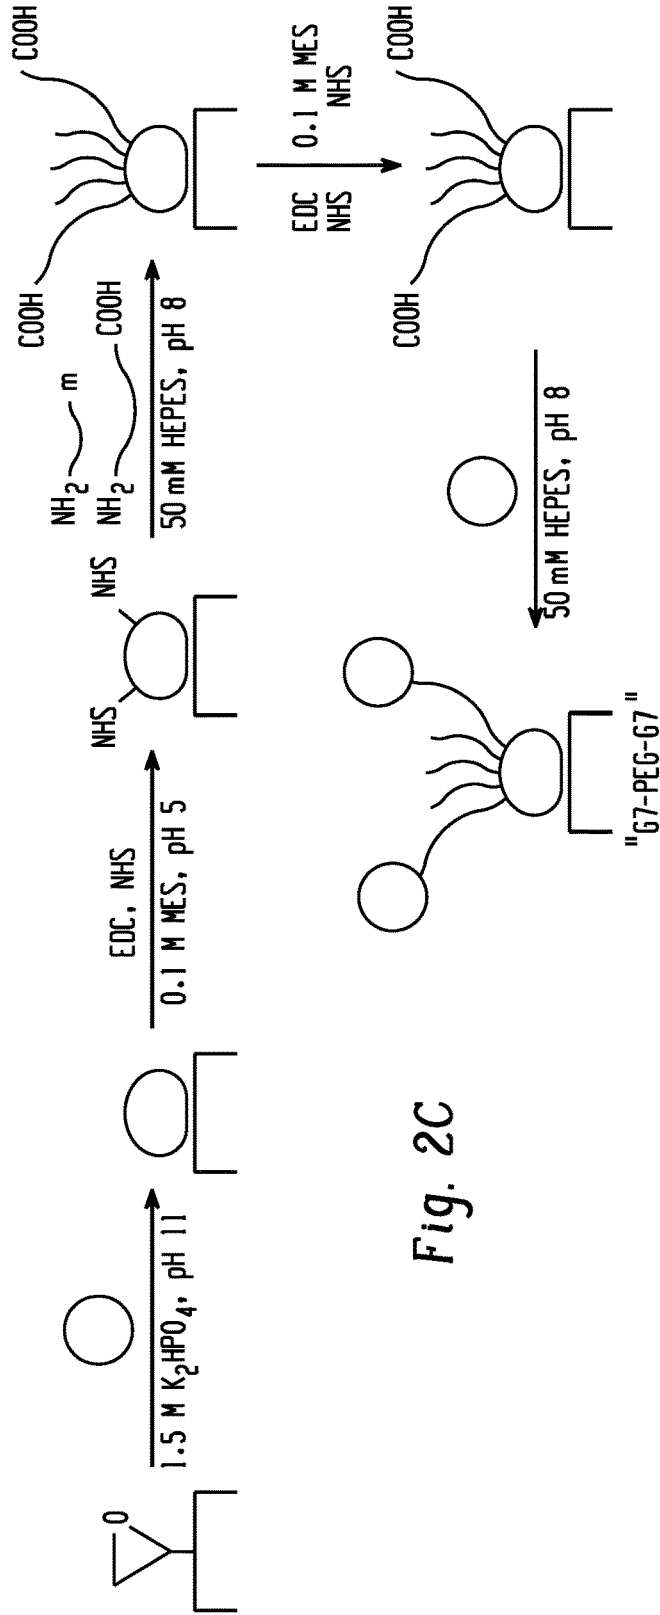 O
1.5 M K2HPO4, pH 11
EDC, NHS
0.1 M MES, pH 5
NHS
NHS
NH2 m
NH2 COOH
50 mM HEPES, pH 8
COOH
COOH
EDC
NHS
0.1 M MES
NHS
COOH
COOH
50 mM HEPES, pH 8
"G7-PEG-G7"
Fig. 2C